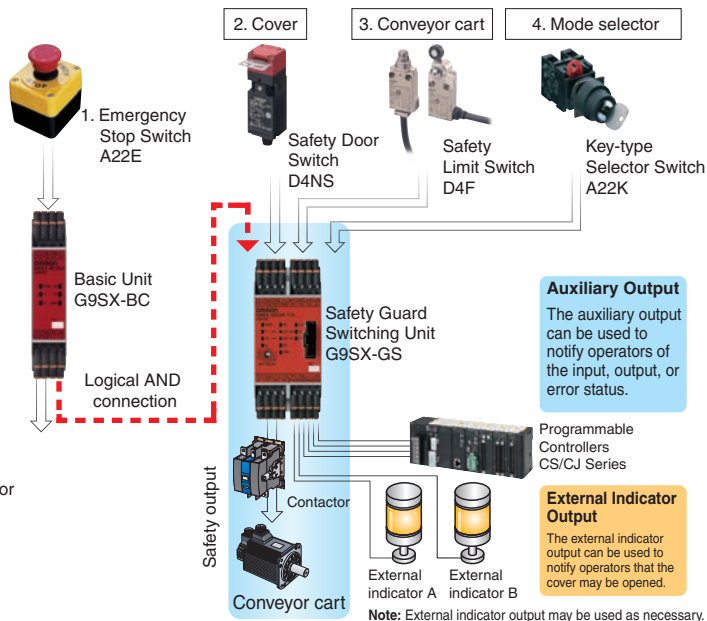 2. Cover
3. Conveyor cart
4. Mode selector
1. Emergency
Stop Switch
A22E
Safety Door
Switch
D4NS
Safety
Limit Switch
D4F
Key-type
Selector Switch
A22K
Basic Unit
G9SX-BC
Safety Guard
Switching Unit
G9SX-GS
Logical AND
connection
Auxiliary Output
The auxiliary output
can be used to
notify operators of
the input, output, or
error status.
Programmable
Controllers
CS/CJ Series
or
Safety output
Contactor
External Indicator
Output
The external indicator
output can be used to
notify operators that the
cover may be opened.
External
indicator A
External
indicator B
Conveyor cart
Note: External indicator output may be used as necessary.